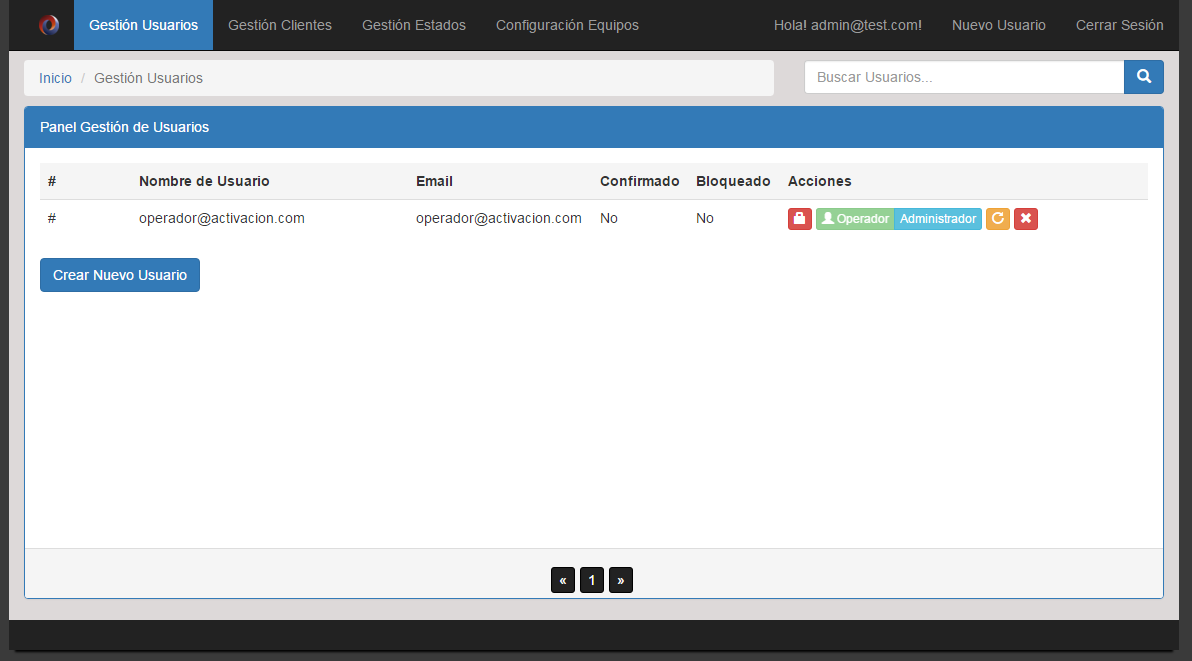 Gestión Usuarios Gestión Clientes Gestión Estados Configuración Equipos Hola! admin@test.com! Nuevo Usuario Cerrar Sesión
Inicio / Gestión Usuarios Buscar Usuarios...
Panel Gestión de Usuarios
# Nombre de Usuario Email Confirmado Bloqueado Acciones
# operador@activacion.com operador@activacion.com No No Operador Administrador
Crear Nuevo Usuario
« 1 »